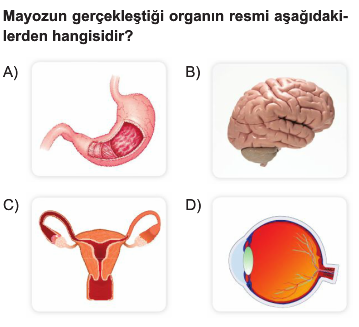 Mayozun gerçekleştiği organın resmi aşağıdaki-
lerden hangisidir?
A)
B)
C)
D)